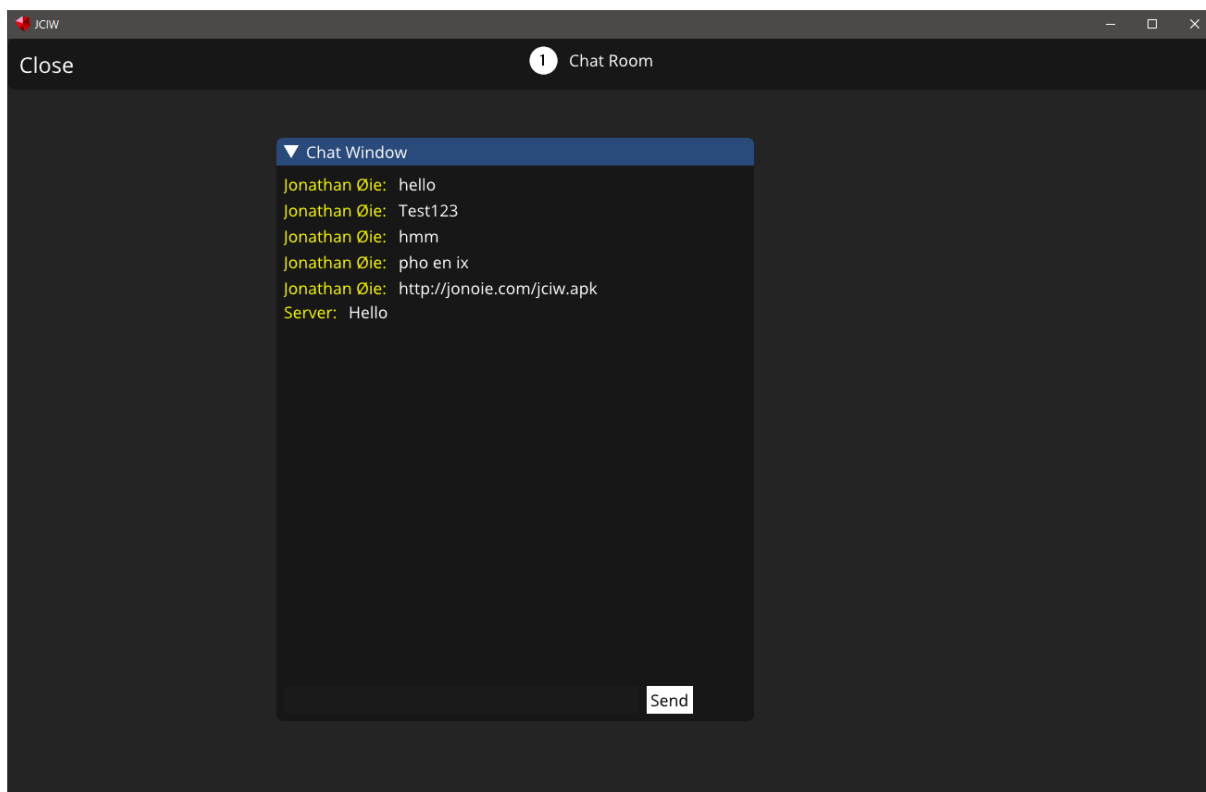 JCIW
Close
1 Chat Room
Chat Window
Jonathan Øie: hello
Jonathan Øie: Test123
Jonathan Øie: hmm
Jonathan Øie: pho en ix
Jonathan Øie: http://jonoie.com/jciw.apk
Server: Hello
Send